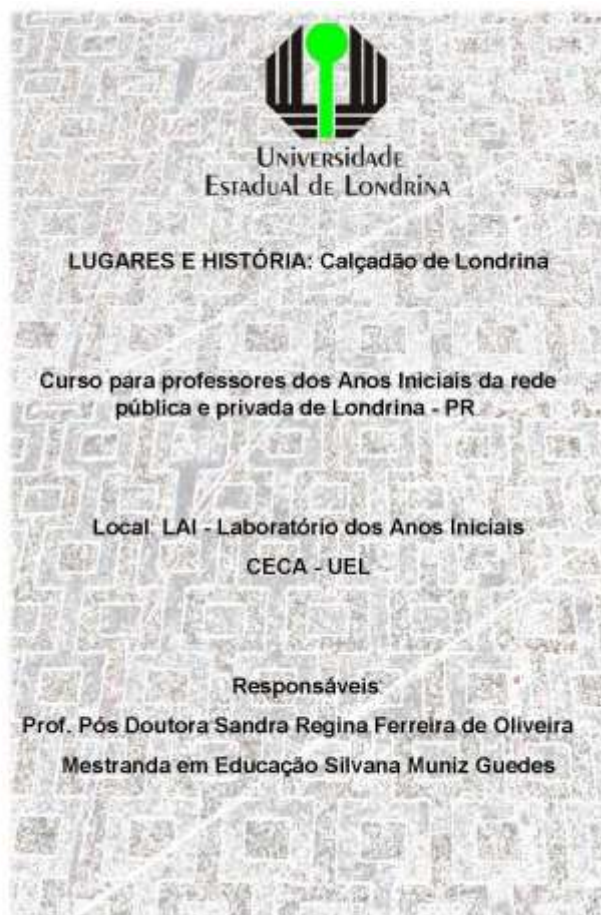 Universidade
Estadual de Londrina
LUGARES E HISTÓRIA: Calçadão de Londrina
Curso para professores dos Anos Iniciais da rede
pública e privada de Londrina - PR
Local LAI - Laboratório dos Anos Iniciais
CECA - UEL
Responsáveis
Prof. Pós Doutora Sandra Regina Ferreira de Oliveira
Mestranda em Educação Silvana Muniz Guedes